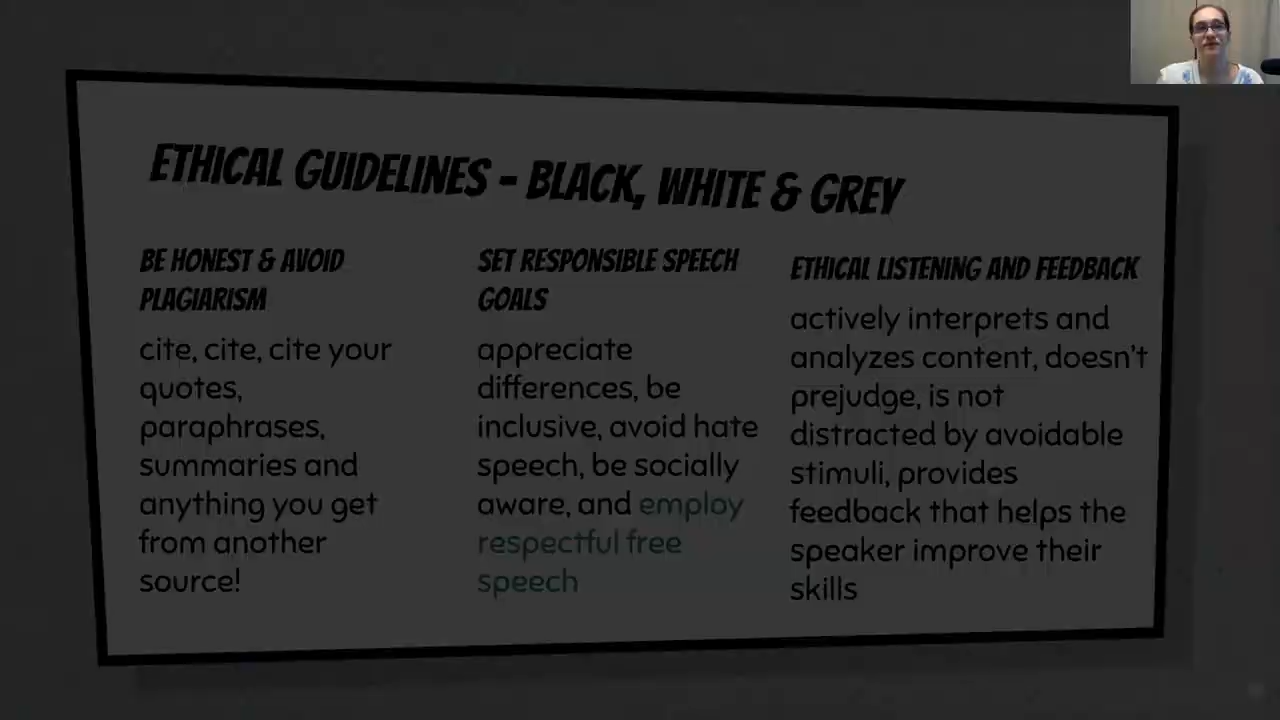 ETHICAL GUIDELINES - BLACK, WHITE & GREY
BE HONEST & AVOID
PLAGIARISM
cite, cite, cite your
quotes,
paraphrases,
summaries and
anything you get
from another
source!
SET RESPONSIBLE SPEECH
GOALS
appreciate
differences, be
inclusive, avoid hate
speech, be socially
aware, and employ
respectful free
speech
ETHICAL LISTENING AND FEEDBACK
actively interprets and
analyzes content, doesn't
prejudge, is not
distracted by avoidable
stimuli, provides
feedback that helps the
speaker improve their
skills